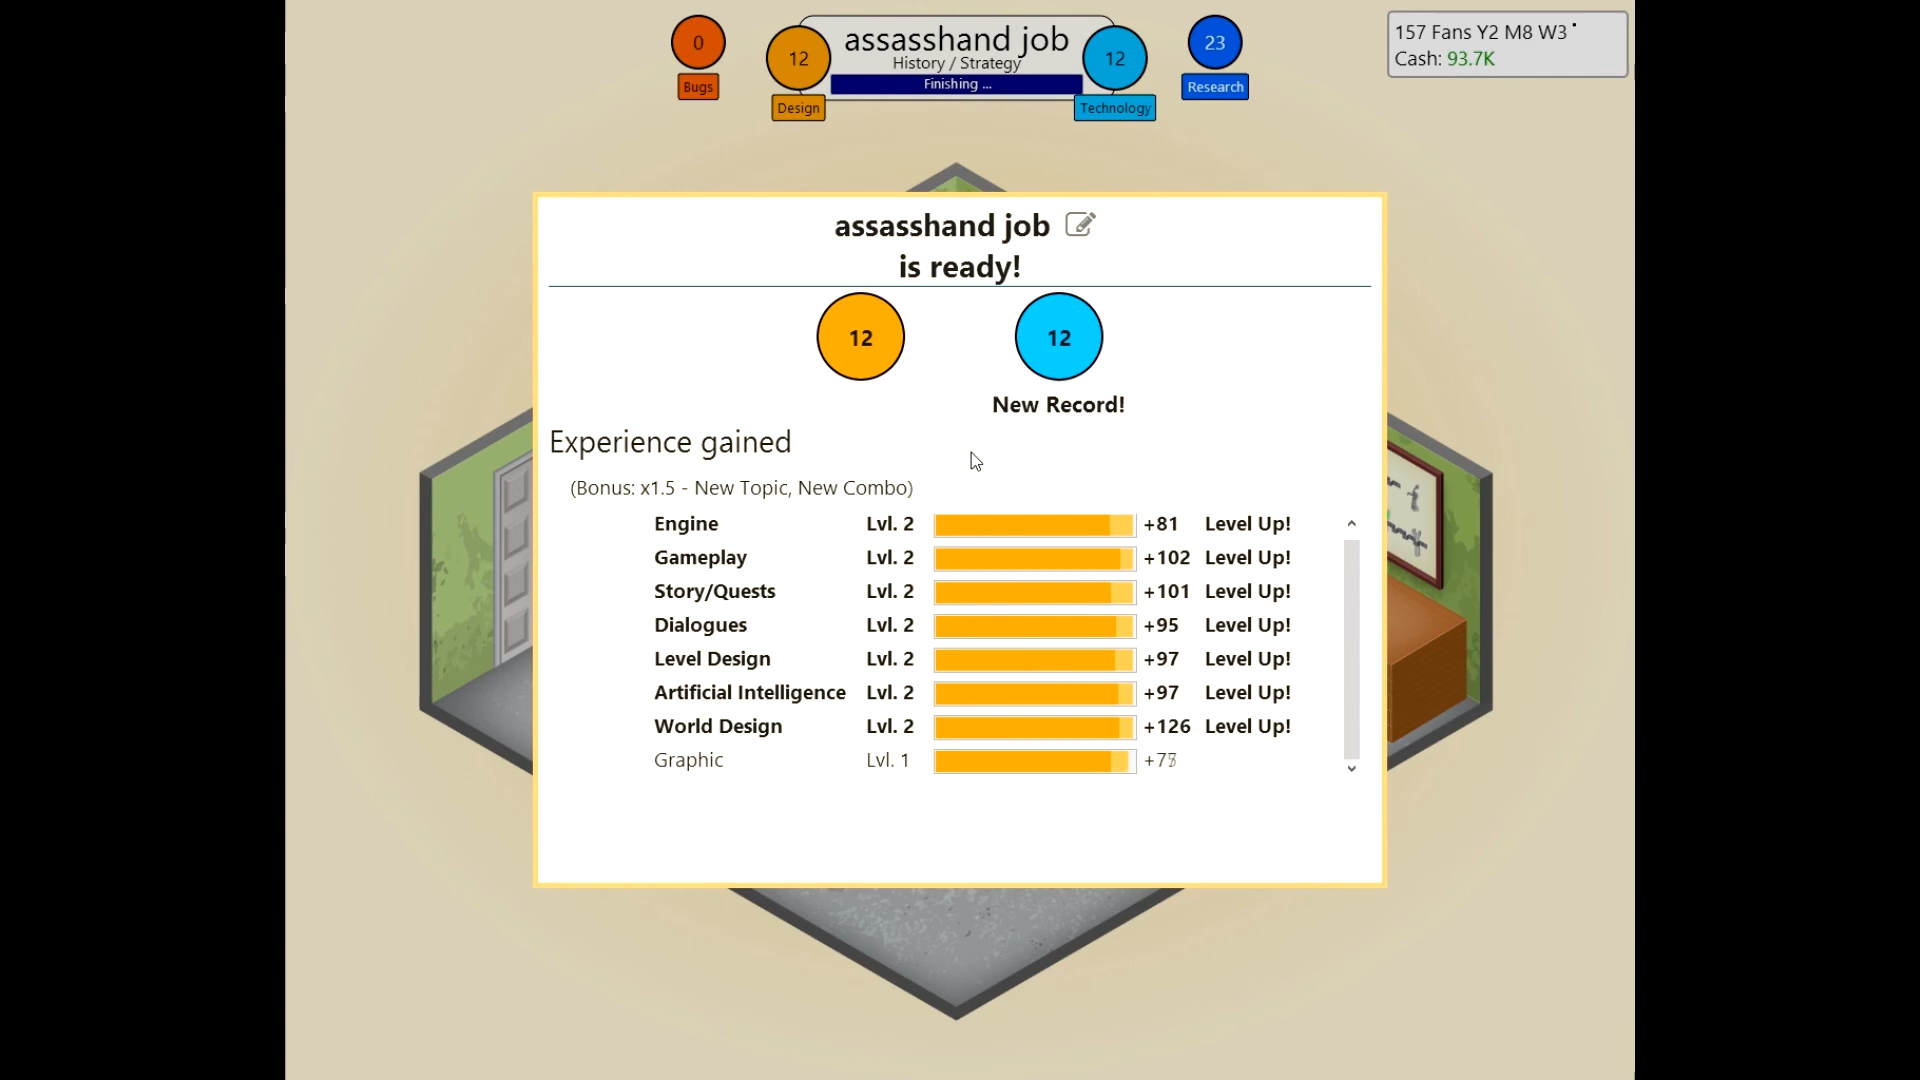 0
Bugs
12
Design
assasshand job
History / Strategy
Finishing ...
12
Technology
23
Research
157 Fans Y2 M8 W3
Cash: 93.7K
assasshand job
is ready!
12
12
New Record!
Experience gained
(Bonus: x1.5 - New Topic, New Combo)
Engine Lvl. 2 +81 Level Up!
Gameplay Lvl. 2 +102 Level Up!
Story/Quests Lvl. 2 +101 Level Up!
Dialogues Lvl. 2 +95 Level Up!
Level Design Lvl. 2 +97 Level Up!
Artificial Intelligence Lvl. 2 +97 Level Up!
World Design Lvl. 2 +126 Level Up!
Graphic Lvl. 1